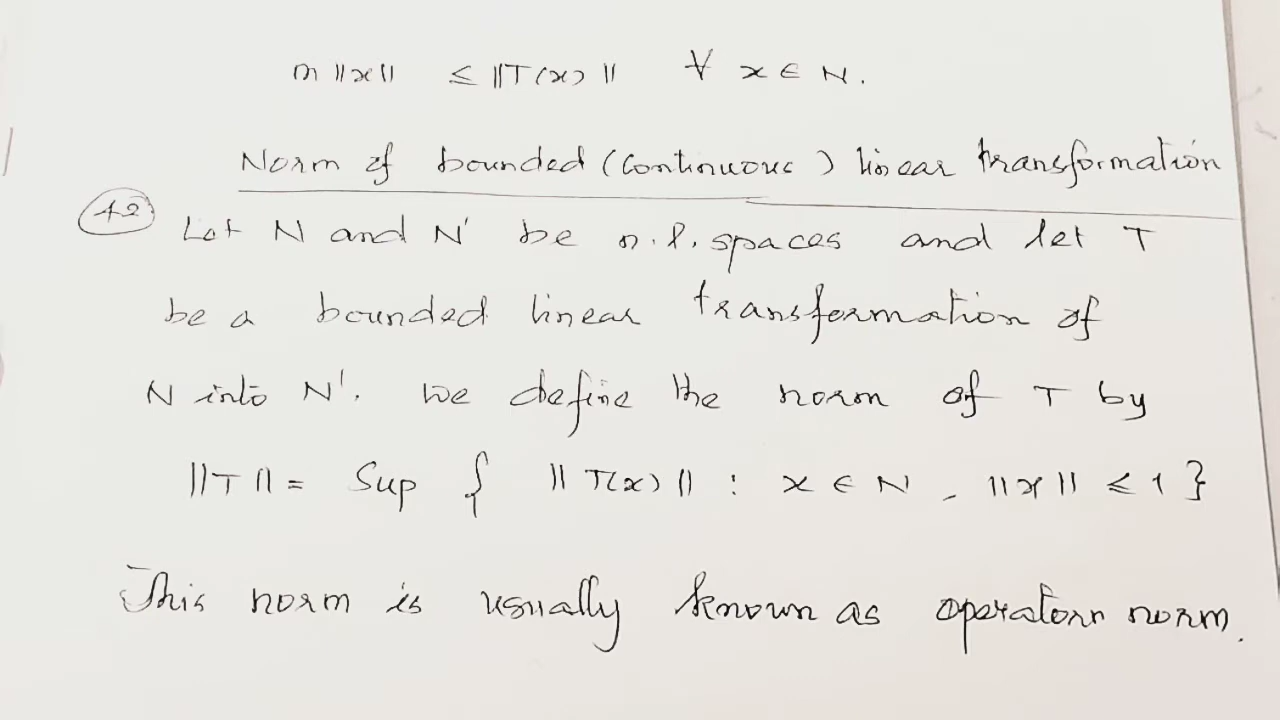 m ||x|| ≤ ||T(x)|| ∀ x ∈ N.
Norm of bounded (continuous) linear transformation
42 Let N and N' be n.l. spaces and let T
be a bounded linear transformation of
N into N'. we define the norm of T by
||T|| = Sup { ||T(x)|| : x ∈ N, ||x|| ≤ 1 }
This norm is usually known as operator norm.